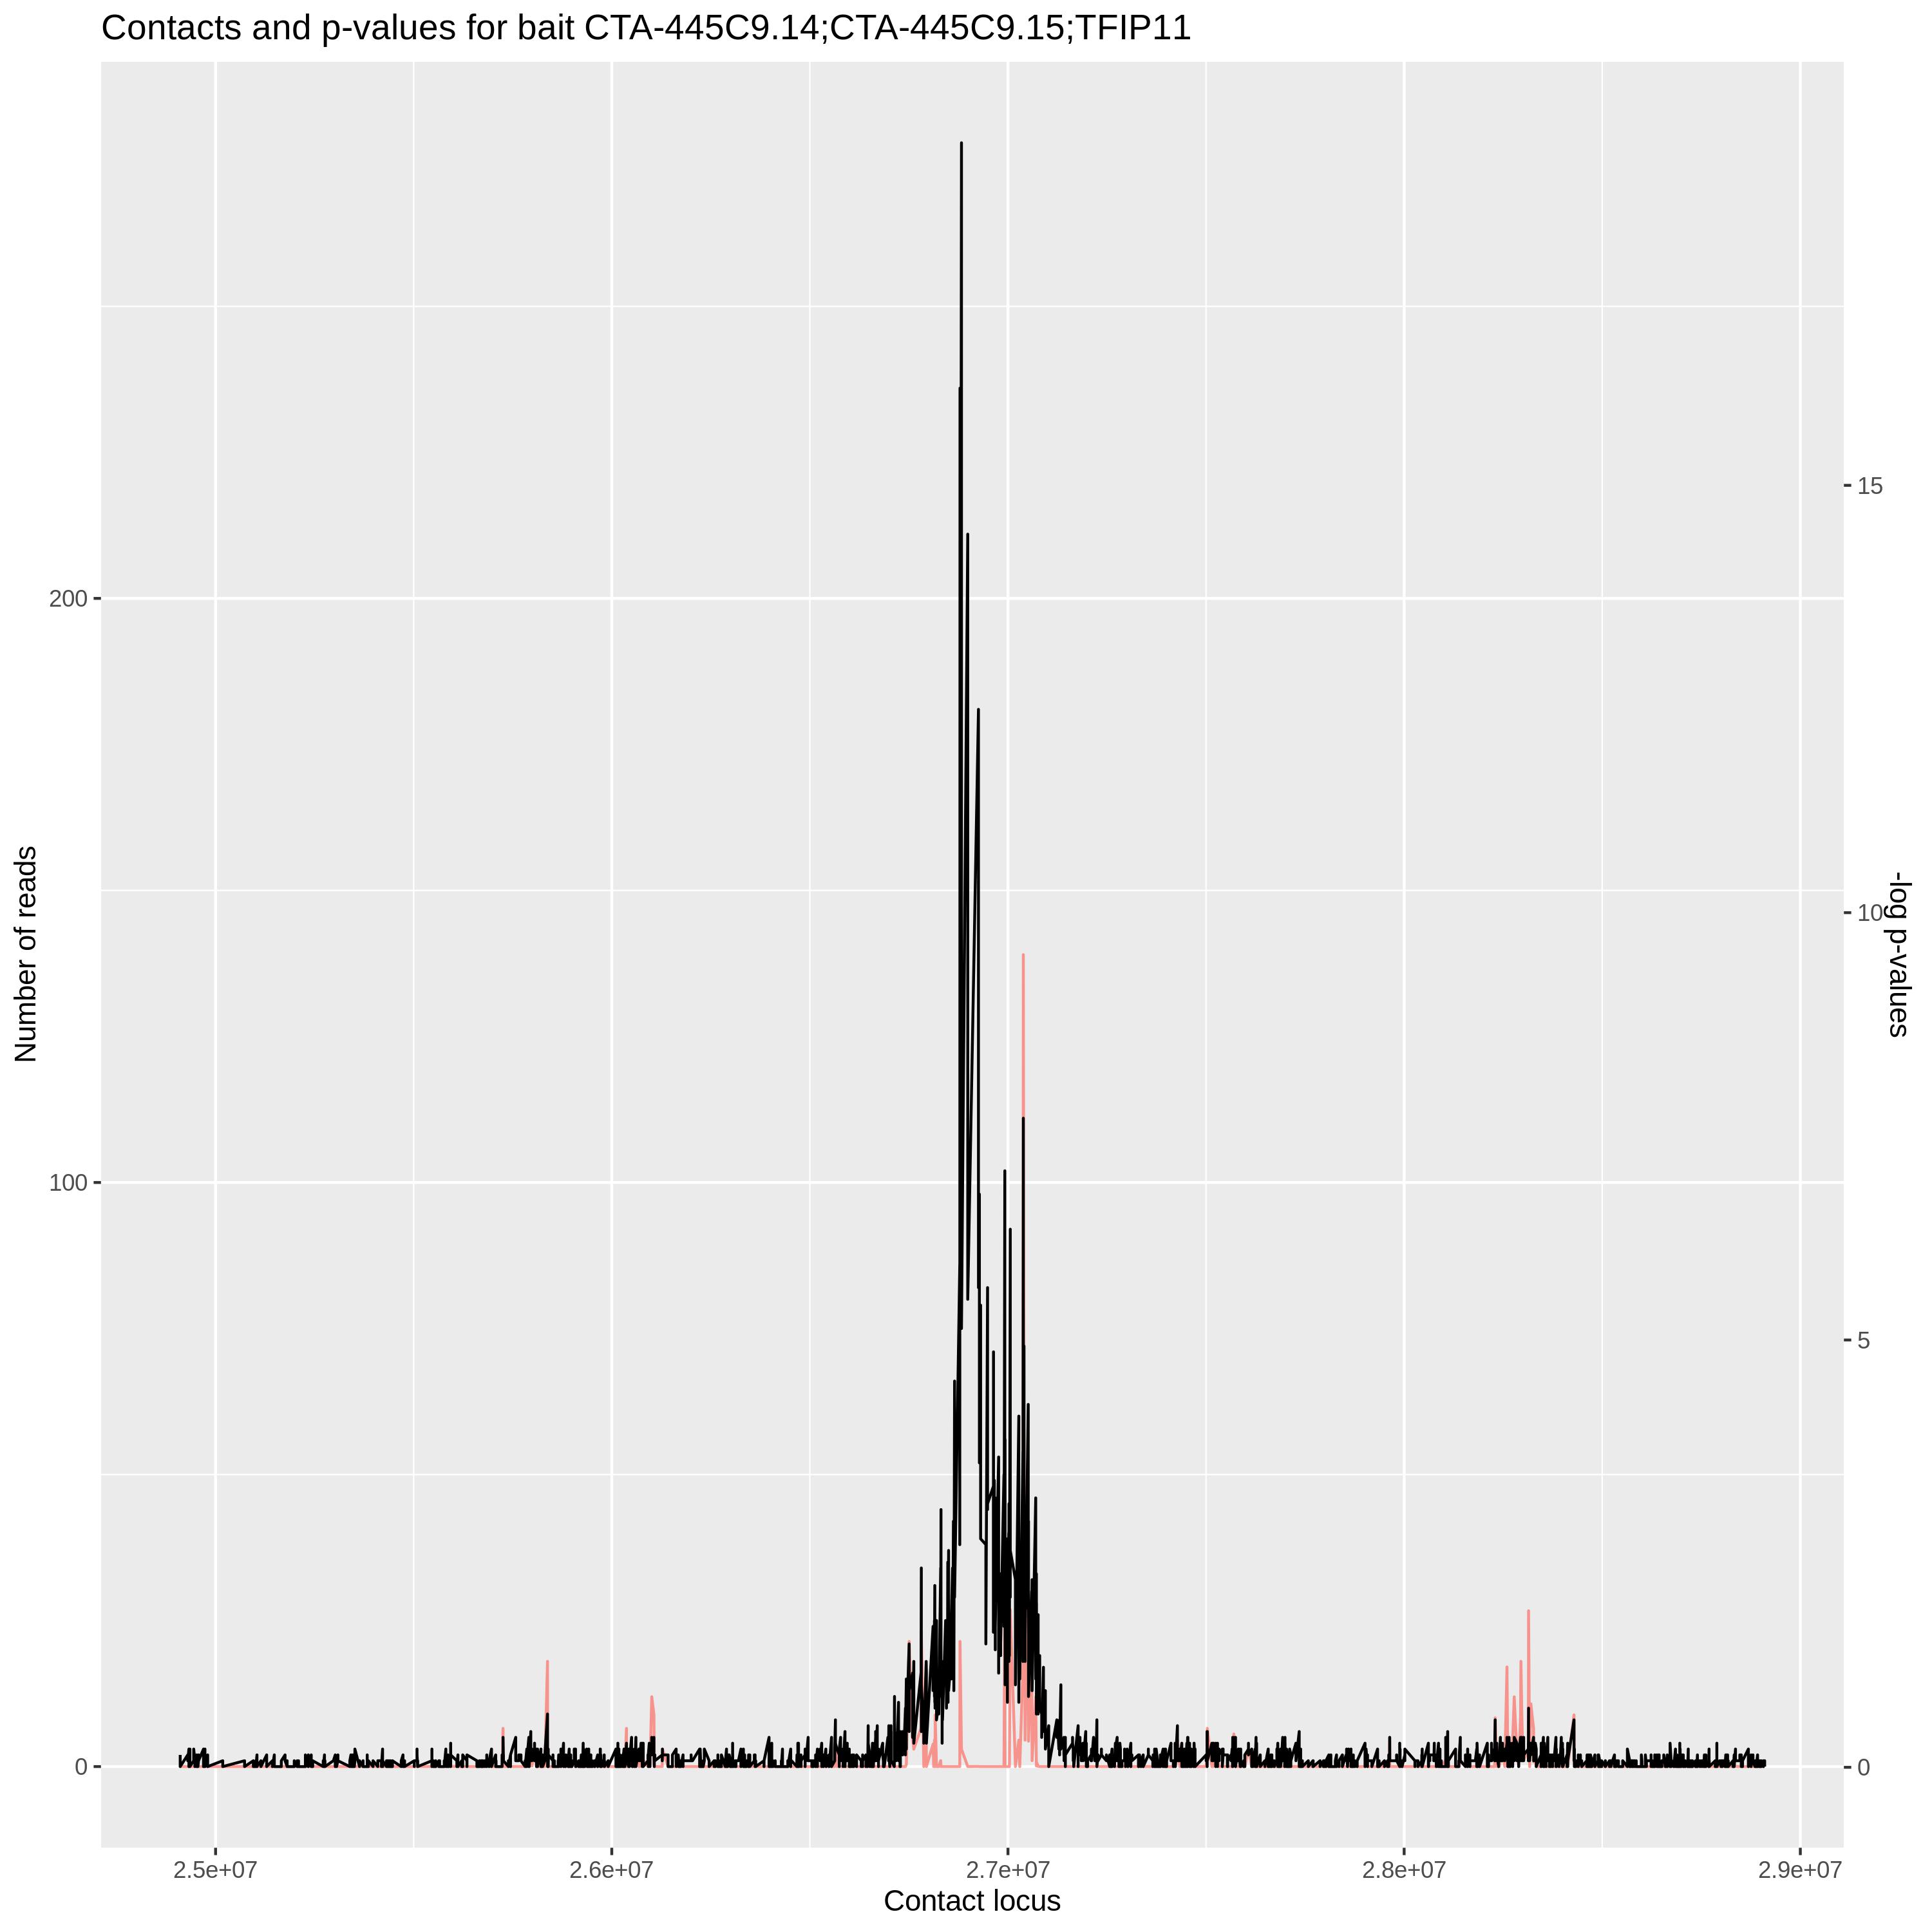 Contacts and p-values for bait CTA-445C9.14;CTA-445C9.15;TFIP11
Number of reads
200
100
0
15
10
5
0
-log p-values
2.5e+07 2.6e+07 2.7e+07 2.8e+07 2.9e+07
Contact locus